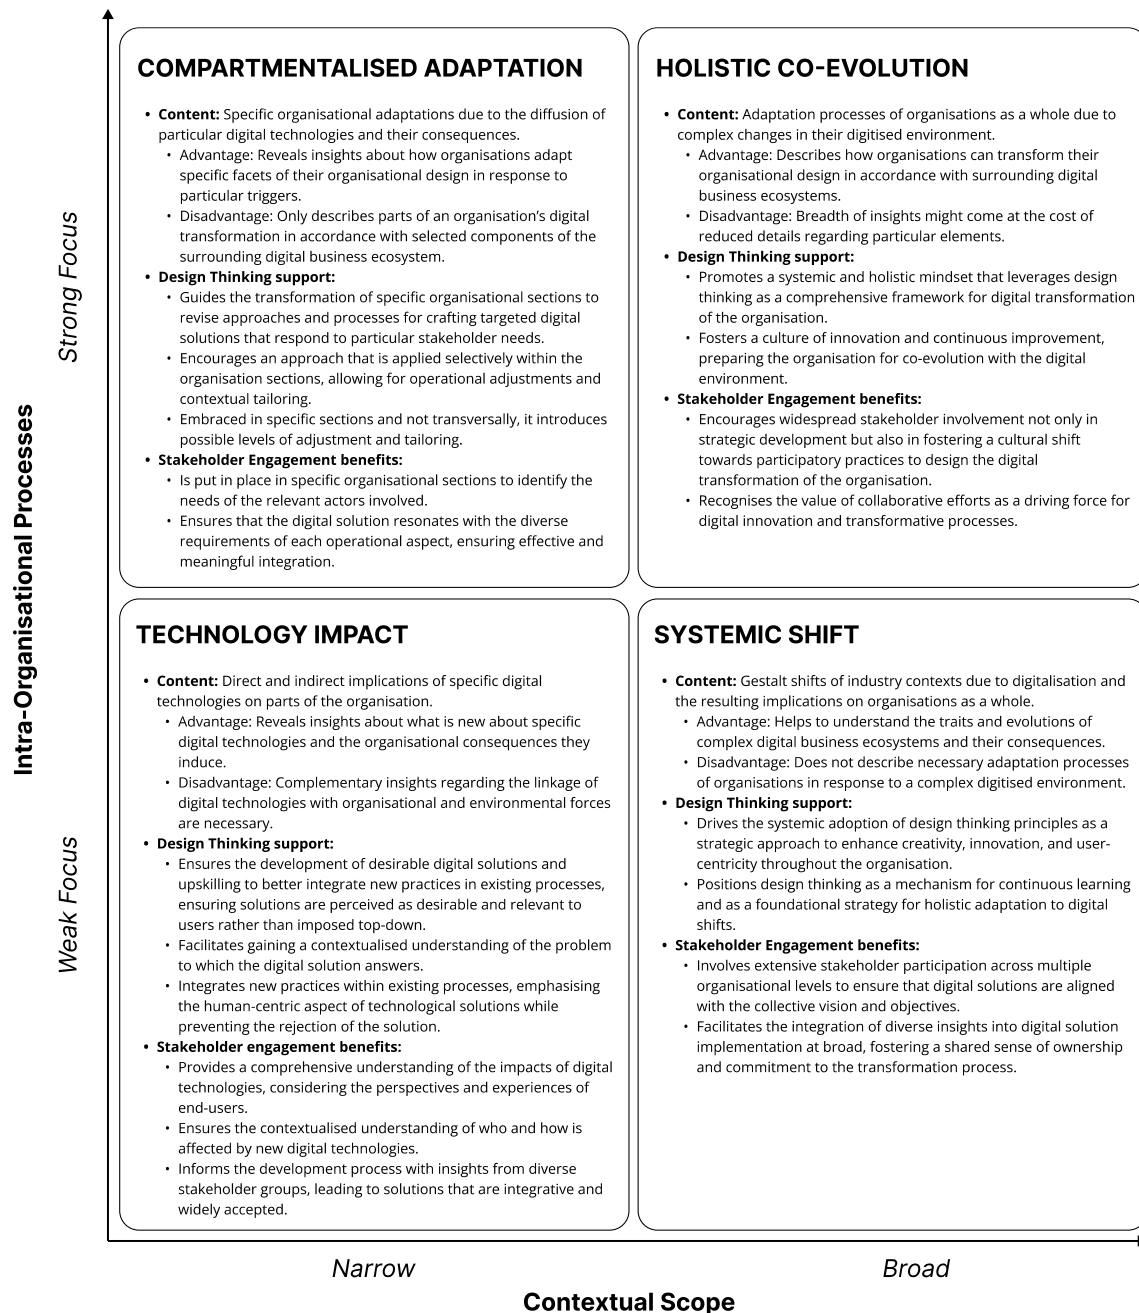 COMPARTMENTALISED ADAPTATION
• Content: Specific organisational adaptations due to the diffusion of
particular digital technologies and their consequences.
• Advantage: Reveals insights about how organisations adapt
specific facets of their organisational design in response to
particular triggers.
• Disadvantage: Only describes parts of an organisation’s digital
transformation in accordance with selected components of the
surrounding digital business ecosystem.
• Design Thinking support:
• Guides the transformation of specific organisational sections to
revise approaches and processes for crafting targeted digital
solutions that respond to particular stakeholder needs.
• Encourages an approach that is applied selectively within the
organisation sections, allowing for operational adjustments and
contextual tailoring.
• Embraced in specific sections and not transversally, it introduces
possible levels of adjustment and tailoring.
• Stakeholder Engagement benefits:
• Is put in place in specific organisational sections to identify the
needs of the relevant actors involved.
• Ensures that the digital solution resonates with the diverse
requirements of each operational aspect, ensuring effective and
meaningful integration.
HOLISTIC CO-EVOLUTION
• Content: Adaptation processes of organisations as a whole due to
complex changes in their digitised environment.
• Advantage: Describes how organisations can transform their
organisational design in accordance with surrounding digital
business ecosystems.
• Disadvantage: Breadth of insights might come at the cost of
reduced details regarding particular elements.
• Design Thinking support:
• Promotes a systemic and holistic mindset that leverages design
thinking as a comprehensive framework for digital transformation
of the organisation.
• Fosters a culture of innovation and continuous improvement,
preparing the organisation for co-evolution with the digital
environment.
• Stakeholder Engagement benefits:
• Encourages widespread stakeholder involvement not only in
strategic development but also in fostering a cultural shift
towards participatory practices to design the digital
transformation of the organisation.
• Recognises the value of collaborative efforts as a driving force for
digital innovation and transformative processes.
TECHNOLOGY IMPACT
• Content: Direct and indirect implications of specific digital
technologies on parts of the organisation.
• Advantage: Reveals insights about what is new about specific
digital technologies and the organisational consequences they
induce.
• Disadvantage: Complementary insights regarding the linkage of
digital technologies with organisational and environmental forces
are necessary.
• Design Thinking support:
• Ensures the development of desirable digital solutions and
upskilling to better integrate new practices in existing processes,
ensuring solutions are perceived as desirable and relevant to
users rather than imposed top-down.
• Facilitates gaining a contextualised understanding of the problem
to which the digital solution answers.
• Integrates new practices within existing processes, emphasising
the human-centric aspect of technological solutions while
preventing the rejection of the solution.
• Stakeholder engagement benefits:
• Provides a comprehensive understanding of the impacts of digital
technologies, considering the perspectives and experiences of
end-users.
• Ensures the contextualised understanding of who and how is
affected by new digital technologies.
• Informs the development process with insights from diverse
stakeholder groups, leading to solutions that are integrative and
widely accepted.
SYSTEMIC SHIFT
• Content: Gestalt shifts of industry contexts due to digitalisation and
the resulting implications on organisations as a whole.
• Advantage: Helps to understand the traits and evolutions of
complex digital business ecosystems and their consequences.
• Disadvantage: Does not describe necessary adaptation processes
of organisations in response to a complex digitised environment.
• Design Thinking support:
• Drives the systemic adoption of design thinking principles as a
strategic approach to enhance creativity, innovation, and user-
centricity throughout the organisation.
• Positions design thinking as a mechanism for continuous learning
and as a foundational strategy for holistic adaptation to digital
shifts.
• Stakeholder Engagement benefits:
• Involves extensive stakeholder participation across multiple
organisational levels to ensure that digital solutions are aligned
with the collective vision and objectives.
• Facilitates the integration of diverse insights into digital solution
implementation at broad, fostering a shared sense of ownership
and commitment to the transformation process.
Intra-Organisational Processes
Strong Focus
Weak Focus
Narrow
Broad
Contextual Scope